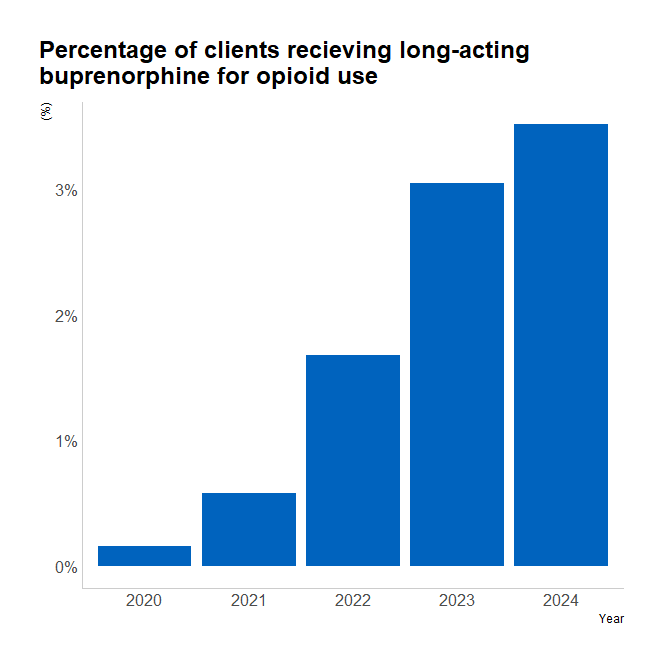 Percentage of clients recieving long-acting
buprenorphine for opioid use
(%)
3%
2%
1%
0%
2020 2021 2022 2023 2024
Year